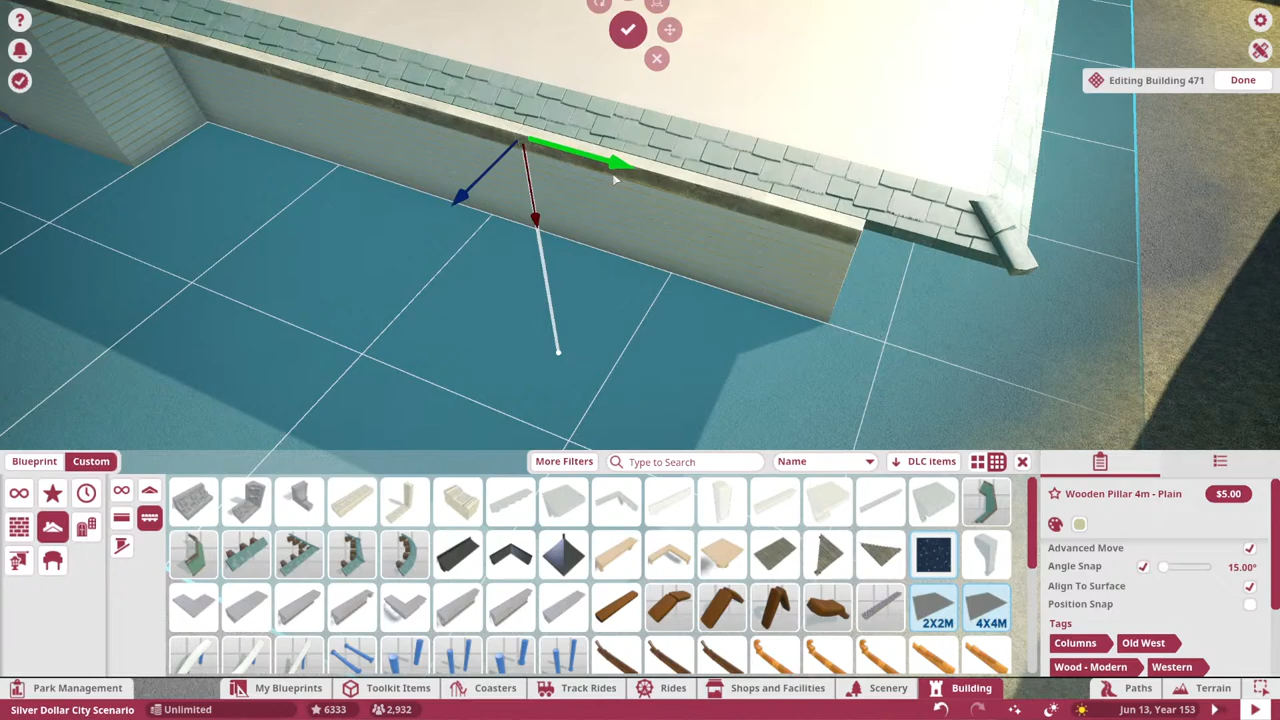 Editing Building 471
Done
Blueprint
Custom
More Filters
Type to Search
Name
DLC items
Wooden Pillar 4m - Plain
$5.00
Advanced Move
Angle Snap
15.00°
Align To Surface
Position Snap
Tags
Columns
Old West
Wood - Modern
Western
2X2M
4X4M
Park Management
My Blueprints
Toolkit Items
Coasters
Track Rides
Rides
Shops and Facilities
Scenery
Building
Paths
Terrain
Silver Dollar City Scenario
Unlimited
6333
2,932
Jun 13, Year 153